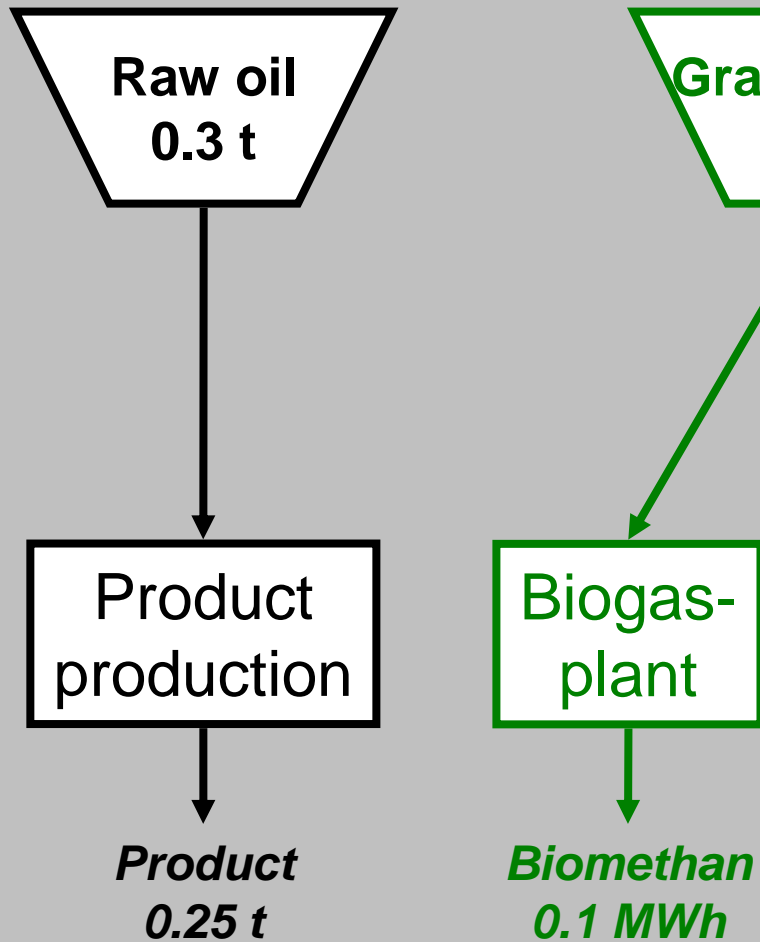 Raw oil
0.3 t
Product
production
Biogas-
plant
Product
0.25 t
Biomethan
0.1 MWh